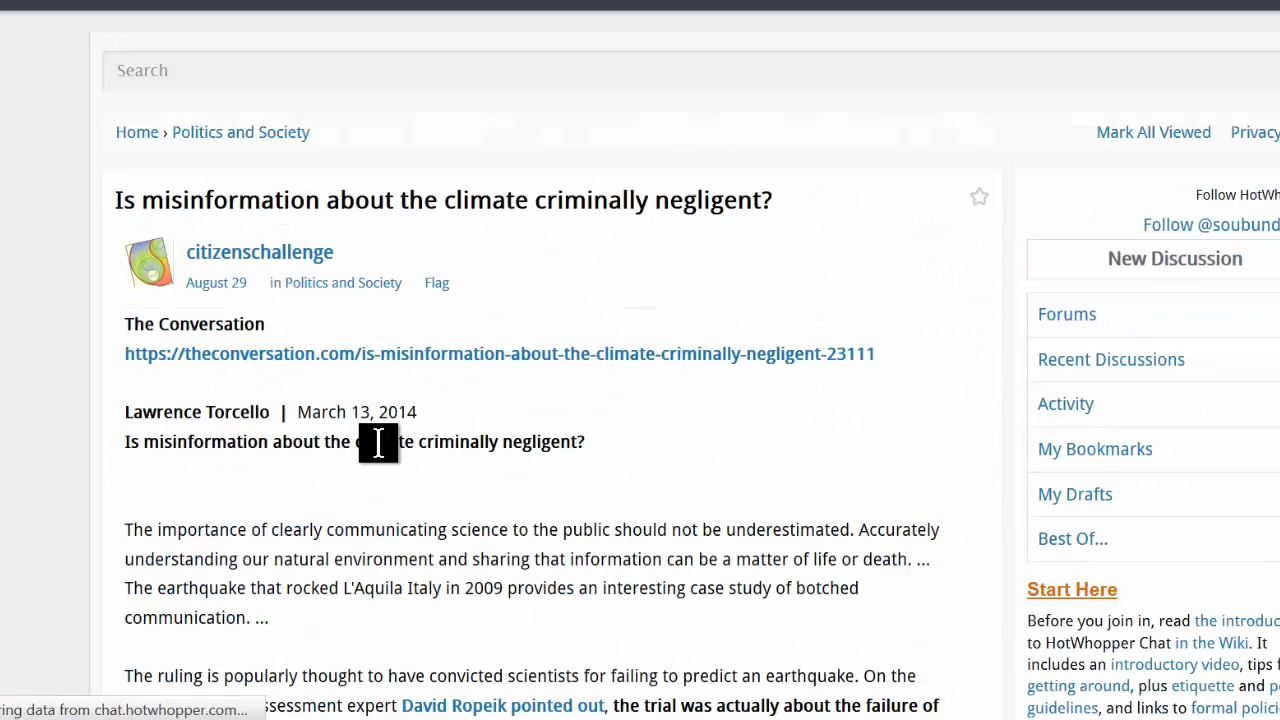 Search
Home › Politics and Society
Mark All Viewed Privacy
Is misinformation about the climate criminally negligent?
citizenschallenge
August 29 in Politics and Society Flag
The Conversation
https://theconversation.com/is-misinformation-about-the-climate-criminally-negligent-23111
Lawrence Torcello | March 13, 2014
Is misinformation about the c te criminally negligent?
The importance of clearly communicating science to the public should not be underestimated. Accurately
understanding our natural environment and sharing that information can be a matter of life or death. ...
The earthquake that rocked L'Aquila Italy in 2009 provides an interesting case study of botched
communication. ...
The ruling is popularly thought to have convicted scientists for failing to predict an earthquake. On the
ssessment expert David Ropeik pointed out, the trial was actually about the failure of
ring data from chat.hotwhopper.com...
Follow HotWh
Follow @soubund
New Discussion
Forums
Recent Discussions
Activity
My Bookmarks
My Drafts
Best Of...
Start Here
Before you join in, read the introduc
to HotWhopper Chat in the Wiki. It
includes an introductory video, tips f
getting around, plus etiquette and p
guidelines, and links to formal polici